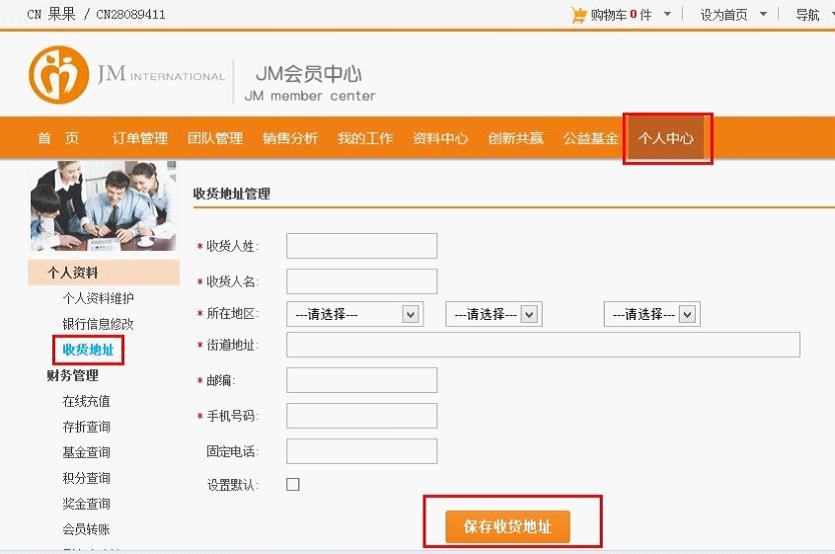 CN 果果 / CN28089411
购物车 0 件
设为首页
导航
JM INTERNATIONAL
JM会员中心
JM member center
首 页
订单管理
团队管理
销售分析
我的工作
资料中心
创新共赢
公益基金
个人中心
个人资料
个人资料维护
银行信息修改
收货地址
财务管理
在线充值
存折查询
基金查询
积分查询
奖金查询
会员转账
收货地址管理
* 收货人姓:
* 收货人名:
* 所在地区: ---请选择--- ---请选择--- ---请选择---
* 街道地址:
* 邮编:
* 手机号码:
固定电话:
设置默认:
保存收货地址